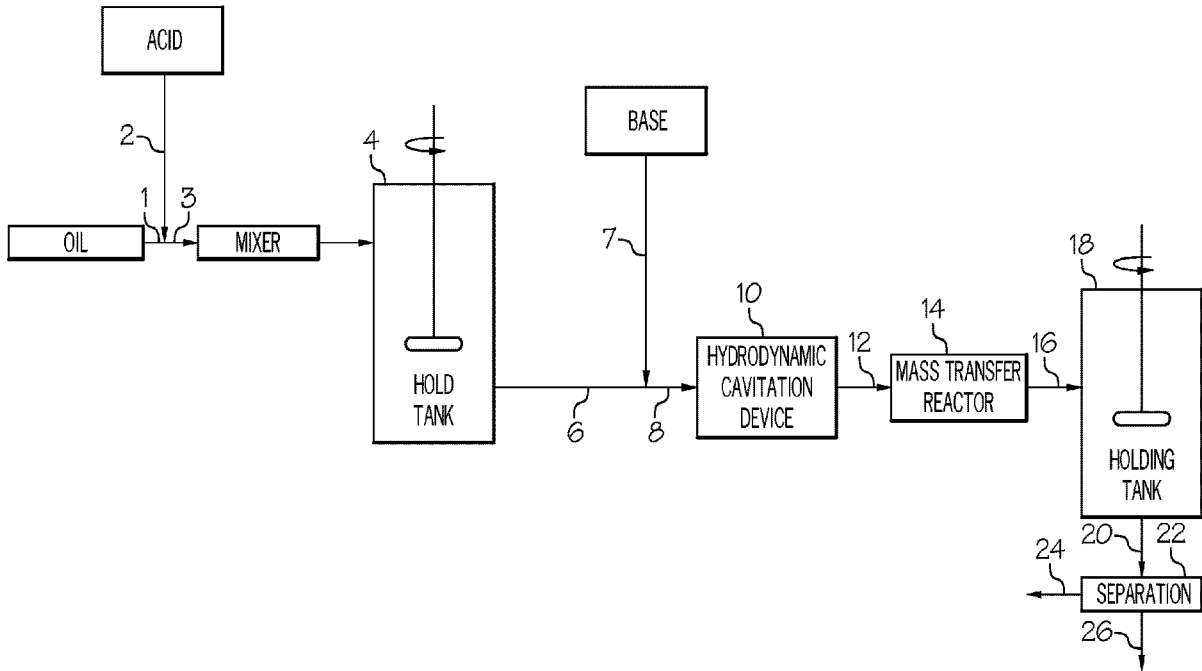 ACID
2
1
3
OIL
MIXER
4
HOLD
TANK
BASE
7
6
8
10
HYDRODYNAMIC
CAVITATION
DEVICE
12
14
MASS TRANSFER
REACTOR
16
18
HOLDING
TANK
20
22
24
SEPARATION
26